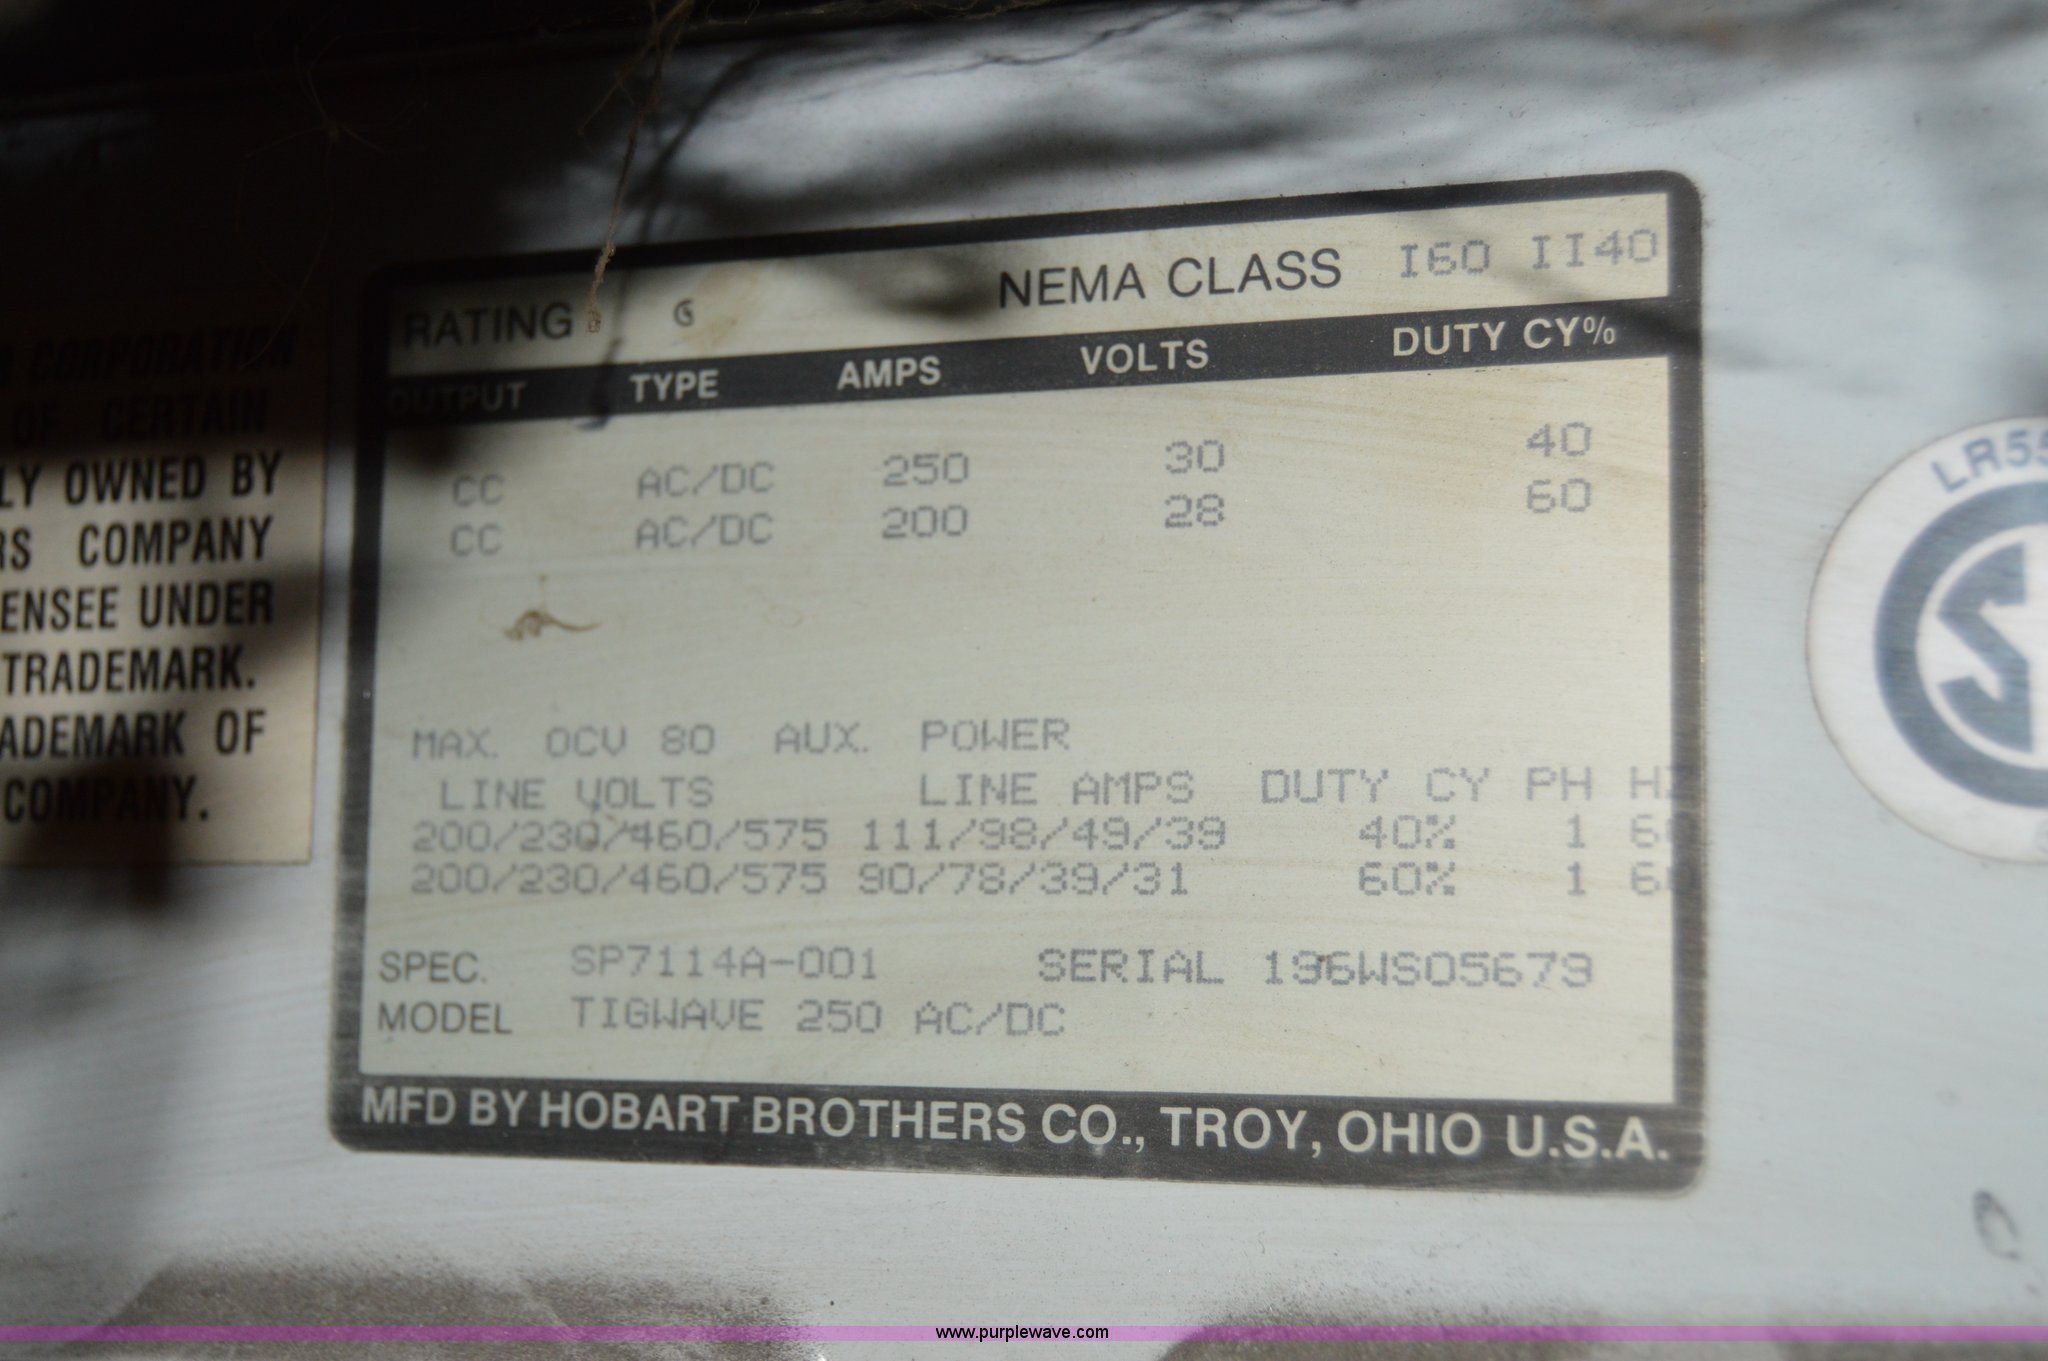 CORPORATION
OF CERTAIN
LY OWNED BY
RS COMPANY
ENSEE UNDER
TRADEMARK.
ADEMARK OF
COMPANY.
RATING NEMA CLASS I60 II40
OUTPUT TYPE AMPS VOLTS DUTY CY%
CC AC/DC 250 30 40
CC AC/DC 200 28 60
MAX. OCV 80 AUX. POWER
LINE VOLTS LINE AMPS DUTY CY PH HZ
200/230/460/575 111/98/49/39 40% 1 60
200/230/460/575 90/78/39/31 60% 1 60
SPEC. SP7114A-001 SERIAL 196WS05679
MODEL TIGWAVE 250 AC/DC
MFD BY HOBART BROTHERS CO., TROY, OHIO U.S.A.
LR55
www.purplewave.com